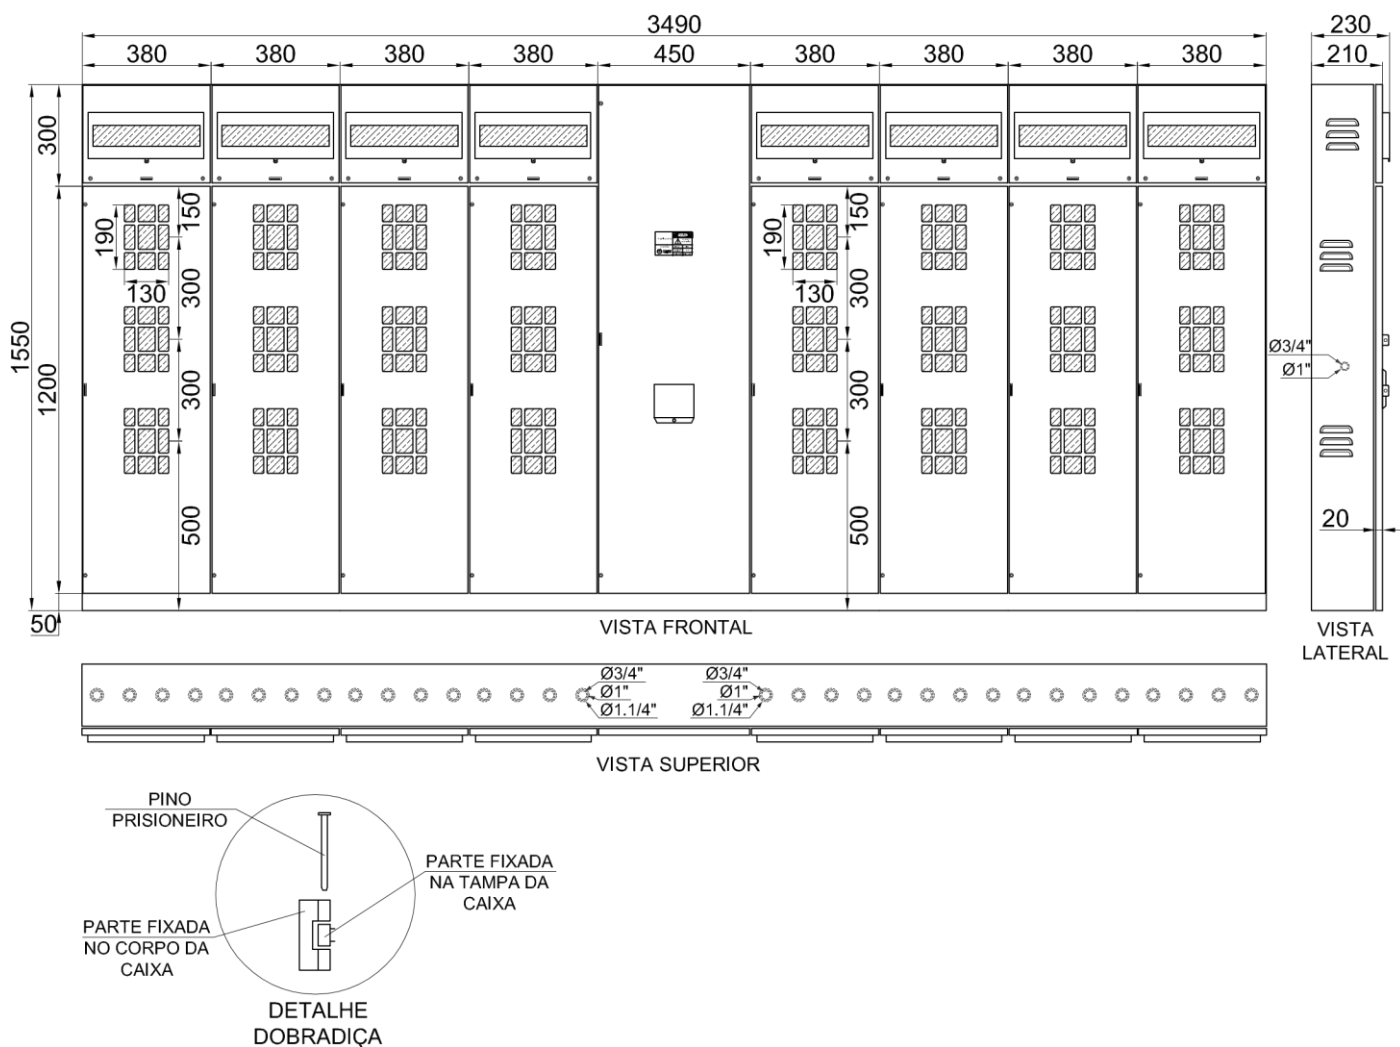 3490
230
380 380 380 380 450 380 380 380 380
210
300
150
150
190
190
300
300
130
130
1550
1200
Ø3/4"
Ø1"
300
300
500
500
20
50
VISTA FRONTAL
VISTA
LATERAL
Ø3/4"
Ø1"
Ø1.1/4"
Ø3/4"
Ø1"
Ø1.1/4"
VISTA SUPERIOR
PINO
PRISIONEIRO
PARTE FIXADA
NA TAMPA DA
CAIXA
PARTE FIXADA
NO CORPO DA
CAIXA
DETALHE
DOBRADIÇA